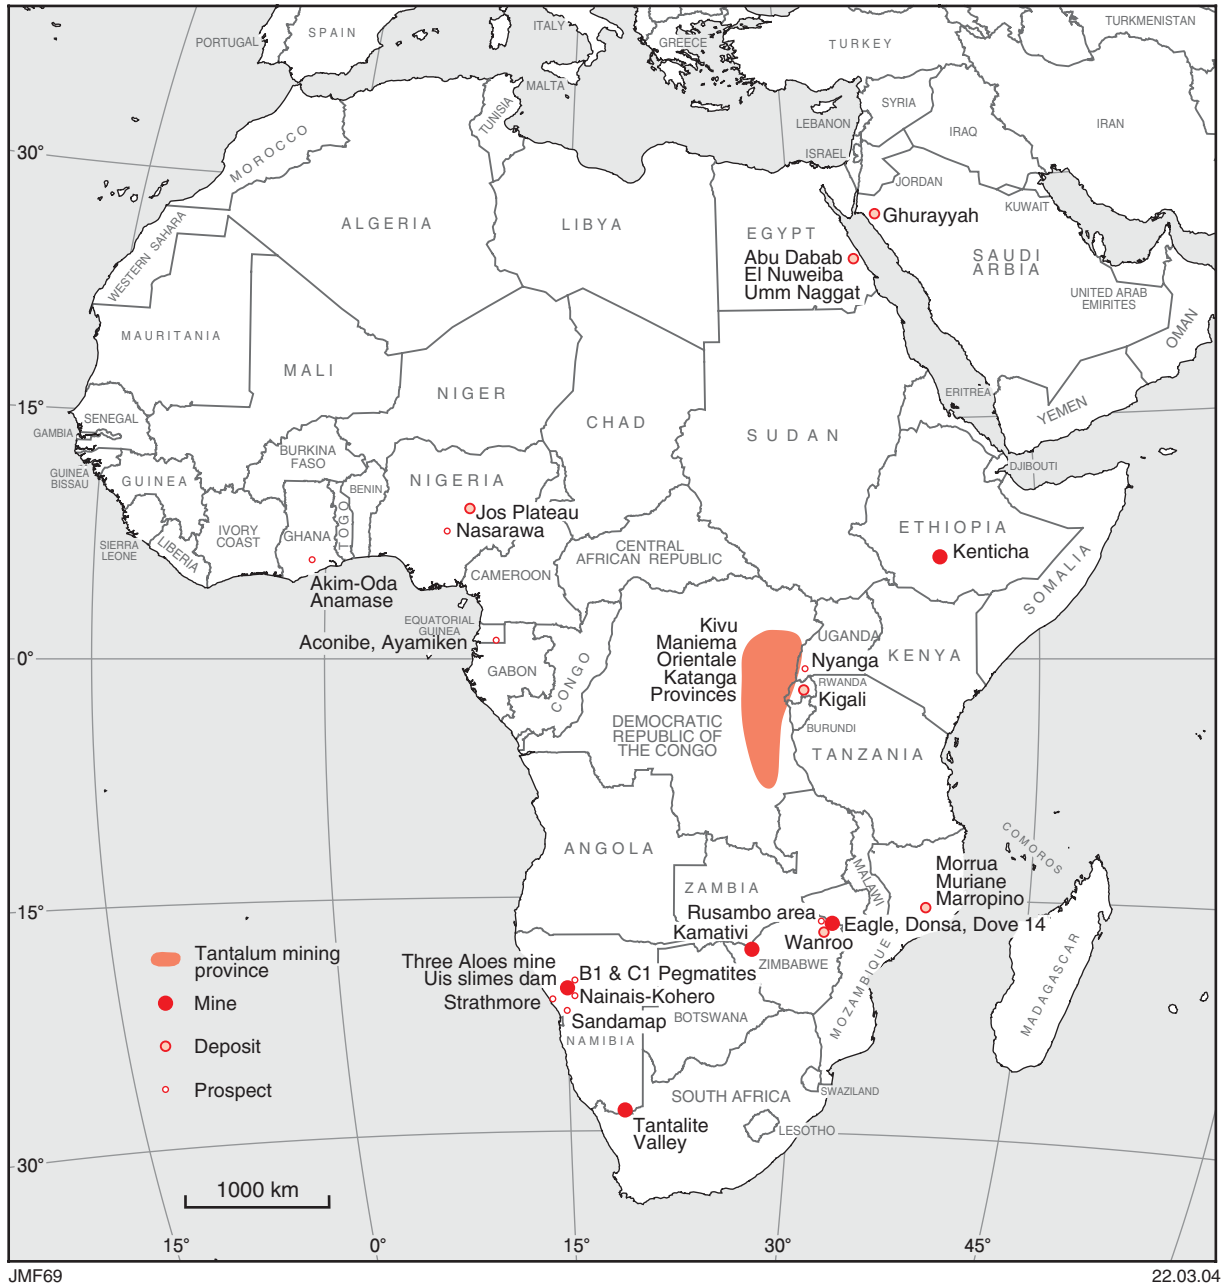 PORTUGAL
SPAIN
ITALY
GREECE
TURKEY
TURKMENISTAN
MALTA
TUNISIA
SYRIA
LEBANON
IRAQ
IRAN
ISRAEL
JORDAN
KUWAIT
30°
MOROCCO
ALGERIA
LIBYA
EGYPT
Ghurayyah
WESTERN SAHARA
Abu Dabab
El Nuweiba
Umm Naggat
SAUDI
ARBIA
UNITED ARAB
EMIRITES
OMAN
MAURITANIA
MALI
NIGER
CHAD
SUDAN
ERITREA
YEMEN
15°
SENEGAL
GAMBIA
GUINEA
BISSAU
GUINEA
BURKINA
FASO
BENIN
NIGERIA
DJIBOUTI
Jos Plateau
Nasarawa
SIERRA
LEONE
LIBERIA
IVORY
COAST
GHANA
TOGO
CENTRAL
AFRICAN REPUBLIC
ETHIOPIA
Kenticha
SOMALIA
CAMEROON
Akim-Oda
Anamase
EQUATORIAL
GUINEA
Aconibe, Ayamiken
0°
GABON
CONGO
Kivu
Maniema
Orientale
Katanga
Provinces
UGANDA
KENYA
Nyanga
RWANDA
Kigali
BURUNDI
DEMOCRATIC
REPUBLIC OF
THE CONGO
TANZANIA
ANGOLA
ZAMBIA
MALAWI
COMOROS
Morrua
Muriane
Marropino
15°
Rusambo area
Kamativi
Eagle, Donsa, Dove 14
Wanroo
ZIMBABWE
MOZAMBIQUE
MADAGASCAR
Three Aloes mine
Uis slimes dam
Strathmore
B1 & C1 Pegmatites
Nainais-Kohero
Sandamap
NAMIBIA
BOTSWANA
SOUTH AFRICA
SWAZILAND
LESOTHO
Tantalite
Valley
Tantalum mining
province
Mine
Deposit
Prospect
30°
1000 km
15°
0°
15°
30°
45°
JMF69
22.03.04